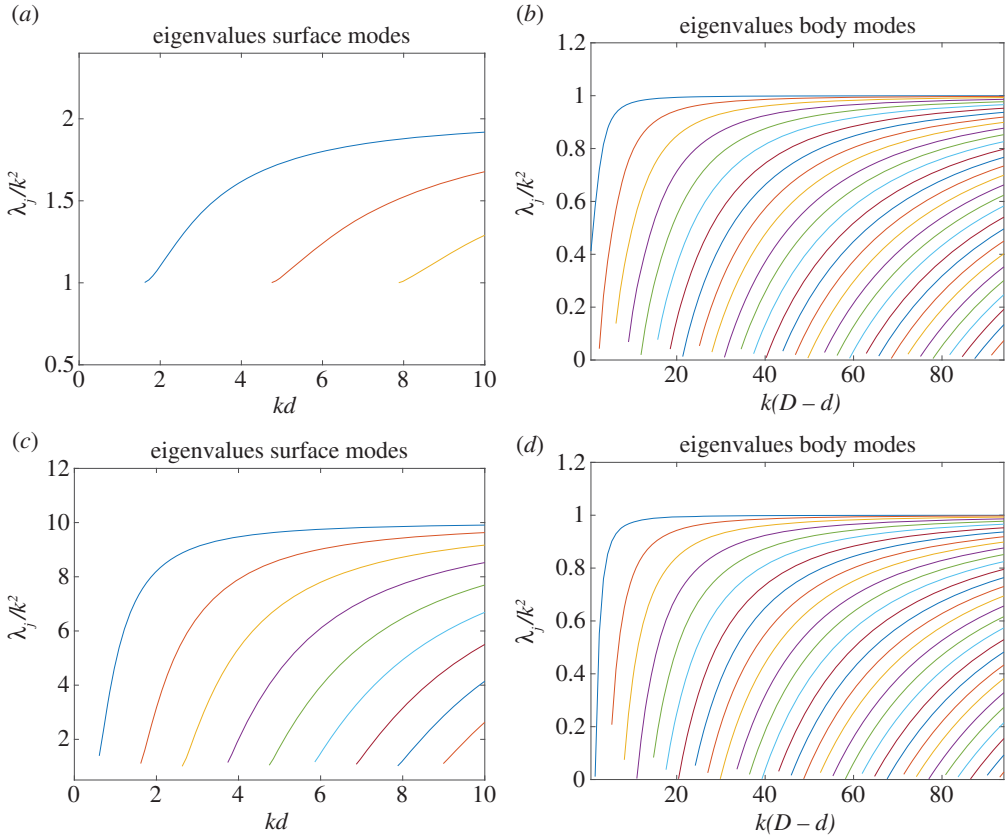 (a)
eigenvalues surface modes
2
1.5
1
0.5
λj/k²
0
2
4
6
8
10
kd
(b)
eigenvalues body modes
1.2
1
0.8
0.6
0.4
0.2
0
λj/k²
20
40
60
80
k(D – d)
(c)
eigenvalues surface modes
12
10
8
6
4
2
λj/k²
0
2
4
6
8
10
kd
(d)
eigenvalues body modes
1.2
1
0.8
0.6
0.4
0.2
0
λj/k²
20
40
60
80
k(D – d)